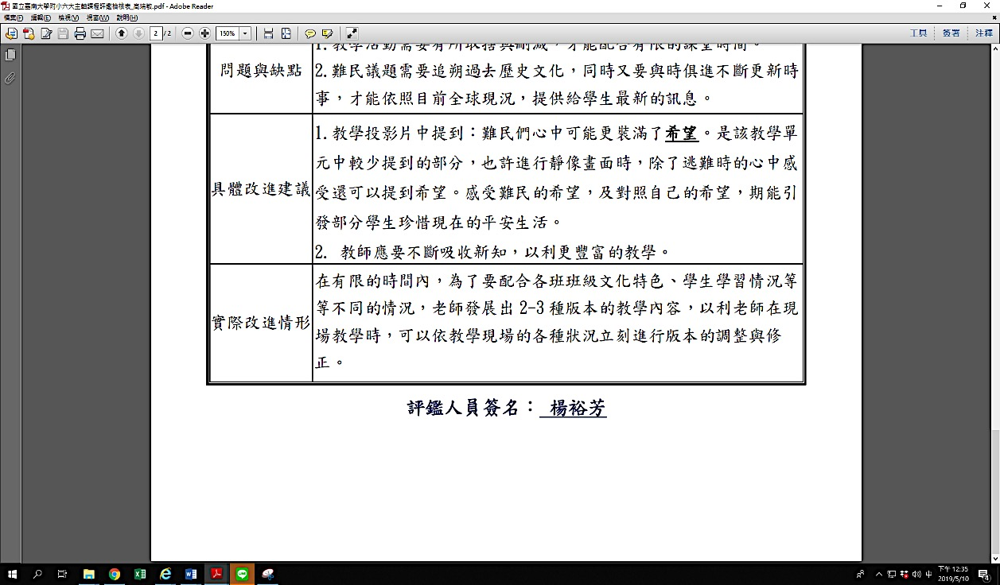 國立臺南大學附小六大主軸課程評鑑檢核表_高瑞敏.pdf - Adobe Reader
檔案(F) 編輯(E) 檢視(V) 視窗(W) 說明(H)
2 / 2 150% 工具 簽署 注釋
1.教學活動需要有所取捨與刪減,才能配合有限的課堂時間。
問題與缺點
2.難民議題需要追朔過去歷史文化,同時又要與時俱進不斷更新時
事,才能依照目前全球現況,提供給學生最新的訊息。
具體改進建議
1.教學投影片中提到:難民們心中可能更裝滿了希望。是該教學單
元中較少提到的部分,也許進行靜像畫面時,除了逃難時的心中感
受還可以提到希望。感受難民的希望,及對照自己的希望,期能引
發部分學生珍惜現在的平安生活。
2. 教師應要不斷吸收新知,以利更豐富的教學。
實際改進情形
在有限的時間內,為了要配合各班班級文化特色、學生學習情況等
等不同的情況,老師發展出 2-3 種版本的教學內容,以利老師在現
場教學時,可以依教學現場的各種狀況立刻進行版本的調整與修
正。
評鑑人員簽名: 楊裕芳
中 下午 12:35
2019/5/10
4